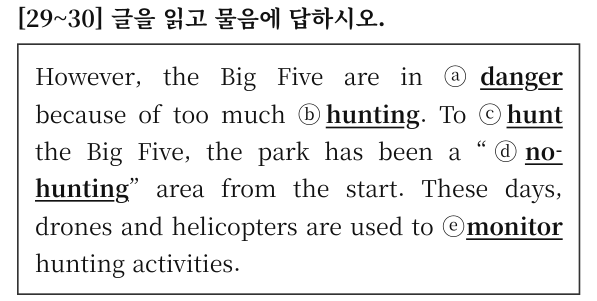 [29~30] 글을 읽고 물음에 답하시오.
However, the Big Five are in ⓐ danger
because of too much ⓑ hunting. To ⓒ hunt
the Big Five, the park has been a “ ⓓ no-
hunting” area from the start. These days,
drones and helicopters are used to ⓔmonitor
hunting activities.